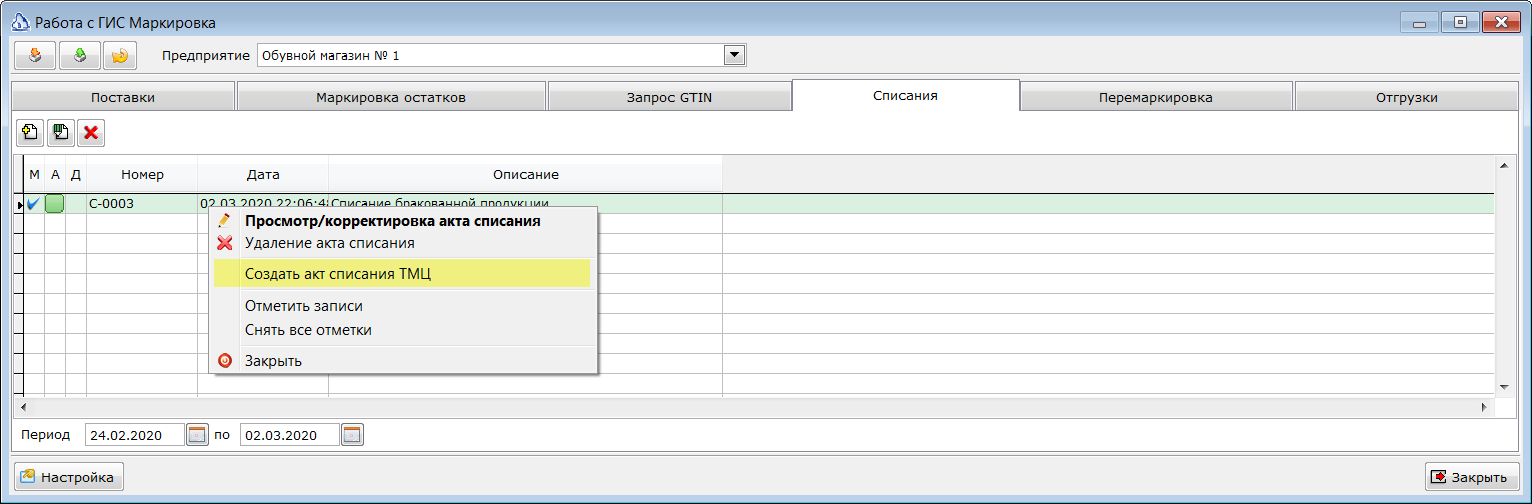 Работа с ГИС Маркировка
Предприятие Обувной магазин № 1
Поставки Маркировка остатков Запрос GTIN Списания Перемаркировка Отгрузки
М А Д Номер Дата Описание
С-0003 02.03.2020 22:06:48 Списание бракованной продукции
Просмотр/корректировка акта списания
Удаление акта списания
Создать акт списания ТМЦ
Отметить записи
Снять все отметки
Закрыть
Период 24.02.2020 по 02.03.2020
Настройка Закрыть